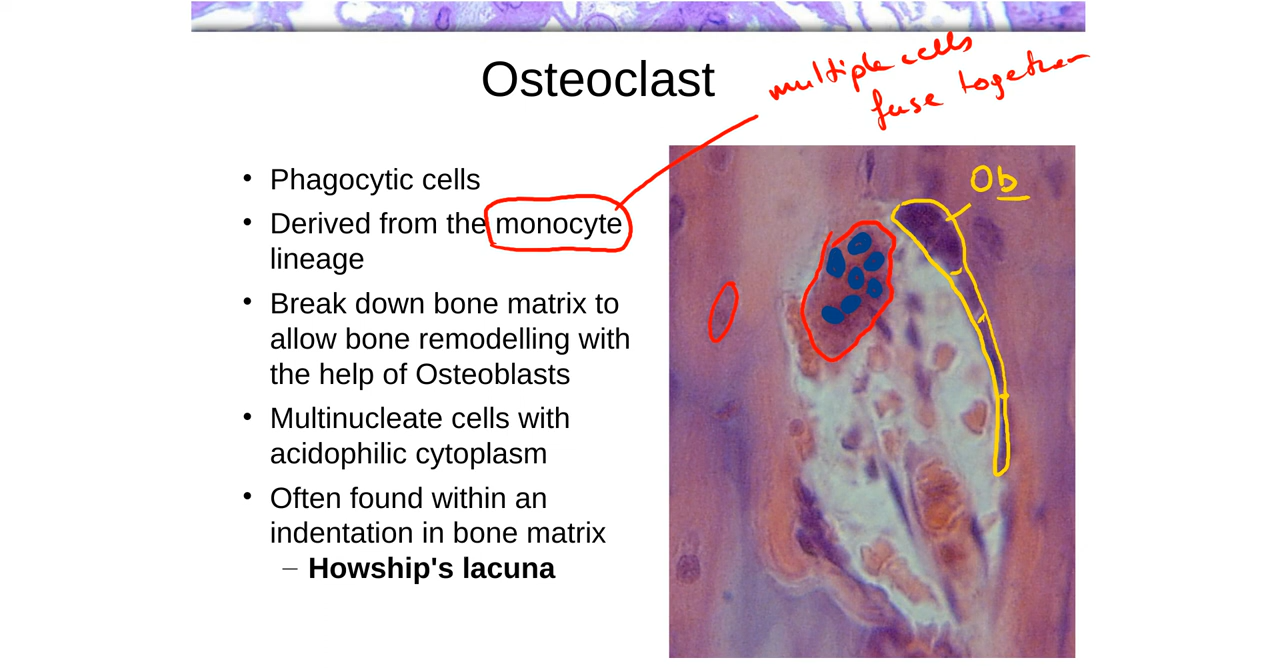 Osteoclast
multiple cells
fuse together
• Phagocytic cells
• Derived from the monocyte
lineage
• Break down bone matrix to
allow bone remodelling with
the help of Osteoblasts
• Multinucleate cells with
acidophilic cytoplasm
• Often found within an
indentation in bone matrix
– Howship's lacuna
Ob